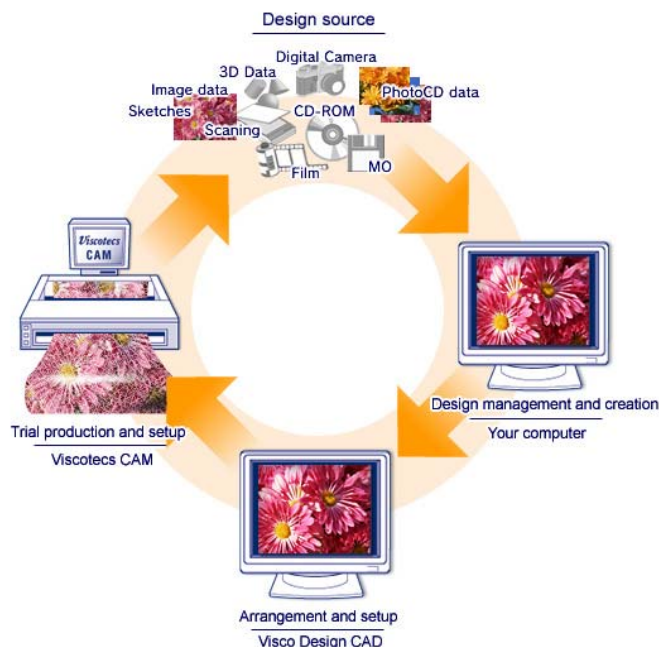 Design source
Digital Camera
3D Data
Image data
PhotoCD data
Sketches
CD-ROM
Scaning
MO
Film
Viscotecs
CAM
Design management and creation
Your computer
Trial production and setup
Viscotecs CAM
Arrangement and setup
Visco Design CAD